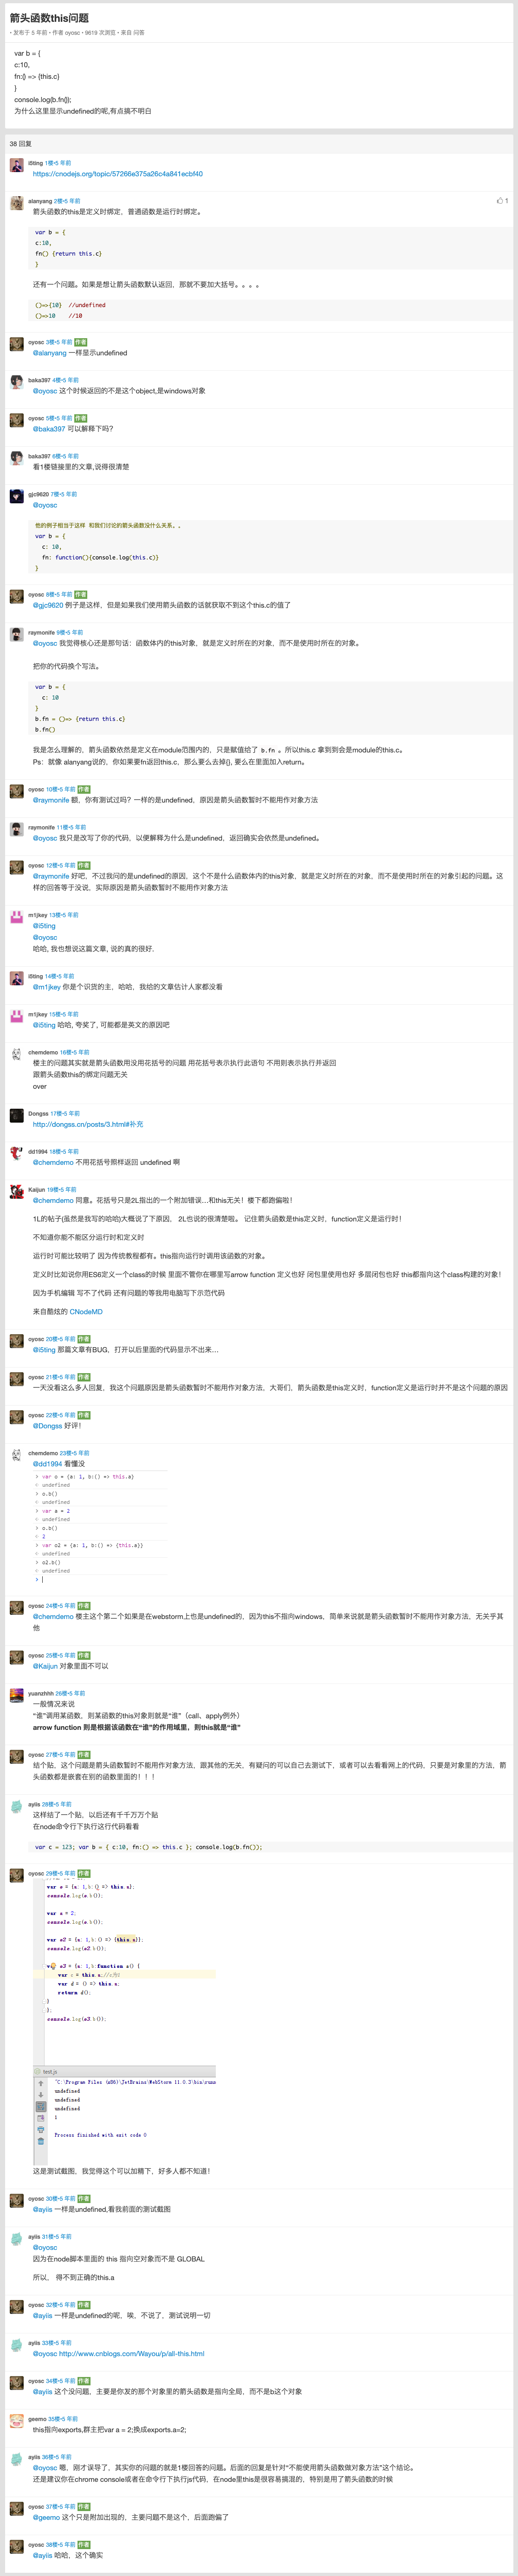 箭头函数this问题
• 发布于 5 年前 • 作者 oyosc • 9619 次浏览 • 来自 问答
var b = {
c:10,
fn:() => {this.c}
}
console.log(b.fn());
为什么这里显示undefined的呢,有点搞不明白
38 回复
i5ting 1楼•5 年前
https://cnodejs.org/topic/57266e375a26c4a841ecbf40
alanyang 2楼•5 年前
1
箭头函数的this是定义时绑定，普通函数是运行时绑定。
var b = {
c:10,
fn() {return this.c}
}
还有一个问题。如果是想让箭头函数默认返回，那就不要加大括号。。。。
()=>{10} //undefined
()=>10 //10
oyosc 3楼•5 年前 作者
@alanyang 一样显示undefined
baka397 4楼•5 年前
@oyosc 这个时候返回的不是这个object,是windows对象
oyosc 5楼•5 年前 作者
@baka397 可以解释下吗?
baka397 6楼•5 年前
看1楼链接里的文章,说得很清楚
gjc9620 7楼•5 年前
@oyosc
他的例子相当于这样 和我们讨论的箭头函数没什么关系。。
var b = {
c: 10,
fn: function(){console.log(this.c)}
}
oyosc 8楼•5 年前 作者
@gjc9620 例子是这样，但是如果我们使用箭头函数的话就获取不到这个this.c的值了
raymonife 9楼•5 年前
@oyosc 我觉得核心还是那句话：函数体内的this对象，就是定义时所在的对象，而不是使用时所在的对象。
把你的代码换个写法。
var b = {
c: 10
}
b.fn = ()=> {return this.c}
b.fn()
我是怎么理解的，箭头函数依然是定义在module范围内的，只是赋值给了 b.fn 。所以this.c 拿到到会是module的this.c。
Ps：就像 alanyang说的，你如果要fn返回this.c，那么要么去掉{}, 要么在里面加入return。
oyosc 10楼•5 年前 作者
@raymonife 额，你有测试过吗？一样的是undefined，原因是箭头函数暂时不能用作对象方法
raymonife 11楼•5 年前
@oyosc 我只是改写了你的代码，以便解释为什么是undefined，返回确实会依然是undefined。
oyosc 12楼•5 年前 作者
@raymonife 好吧，不过我问的是undefined的原因，这个不是什么函数体内的this对象，就是定义时所在的对象，而不是使用时所在的对象引起的问题。这
样的回答等于没说，实际原因是箭头函数暂时不能用作对象方法
m1jkey 13楼•5 年前
@i5ting
@oyosc
哈哈, 我也想说这篇文章, 说的真的很好.
i5ting 14楼•5 年前
@m1jkey 你是个识货的主，哈哈，我给的文章估计人家都没看
m1jkey 15楼•5 年前
@i5ting 哈哈, 夸奖了, 可能都是英文的原因吧
chemdemo 16楼•5 年前
楼主的问题其实就是箭头函数用没用花括号的问题 用花括号表示执行此语句 不用则表示执行并返回
跟箭头函数this的绑定问题无关
over
Dongss 17楼•5 年前
http://dongss.cn/posts/3.html#补充
dd1994 18楼•5 年前
@chemdemo 不用花括号照样返回 undefined 啊
Kaijun 19楼•5 年前
@chemdemo 同意。花括号只是2L指出的一个附加错误…和this无关！楼下都跑偏啦！
1L的帖子(虽然是我写的哈哈)大概说了下原因， 2L也说的很清楚啦。 记住箭头函数是this定义时，function定义是运行时！
不知道你能不能区分运行时和定义时
运行时可能比较明了 因为传统教程都有。this指向运行时调用该函数的对象。
定义时比如说你用ES6定义一个class的时候 里面不管你在哪里写arrow function 定义也好 闭包里使用也好 多层闭包也好 this都指向这个class构建的对象！
因为手机编辑 写不了代码 还有问题的等我用电脑写下示范代码
来自酷炫的 CNodeMD
oyosc 20楼•5 年前 作者
@i5ting 那篇文章有BUG，打开以后里面的代码显示不出来…
oyosc 21楼•5 年前 作者
一天没看这么多人回复，我这个问题原因是箭头函数暂时不能用作对象方法，大哥们，箭头函数是this定义时，function定义是运行时并不是这个问题的原因
oyosc 22楼•5 年前 作者
@Dongss 好评！
chemdemo 23楼•5 年前
@dd1994 看懂没
> var o = {a: 1, b:() => this.a}
< undefined
> o.b()
< undefined
> var a = 2
< undefined
> o.b()
< 2
> var o2 = {a: 1, b:() => {this.a}}
< undefined
> o2.b()
< undefined
>
oyosc 24楼•5 年前 作者
@chemdemo 楼主这个第二个如果是在webstorm上也是undefined的，因为this不指向windows，简单来说就是箭头函数暂时不能用作对象方法，无关乎其
他
oyosc 25楼•5 年前 作者
@Kaijun 对象里面不可以
yuanzhhh 26楼•5 年前
一般情况来说
“谁”调用某函数，则某函数的this对象则就是“谁”（call、apply例外）
arrow function 则是根据该函数在“谁”的作用域里，则this就是“谁”
oyosc 27楼•5 年前 作者
结个贴，这个问题是箭头函数暂时不能用作对象方法，跟其他的无关，有疑问的可以自己去测试下，或者可以去看看网上的代码，只要是对象里的方法，箭
头函数都是嵌套在别的函数里面的！！！
ayiis 28楼•5 年前
这样结了一个贴，以后还有千千万万个贴
在node命令行下执行这行代码看看
var c = 123; var b = { c:10, fn:() => this.c }; console.log(b.fn());
oyosc 29楼•5 年前 作者
var o = {a: 1,b:() => this.a};
console.log(o.b());
var a = 2;
console.log(o.b());
var o2 = {a: 1,b:() => {this.a}};
console.log(o2.b());
a3 = {a: 1,b:function a() {
var c = this.a;
var d = () => this.a;
return d();
}
};
console.log(a3.b());
test.js
"C:\Program Files (x86)\JetBrains\WebStorm 11.0.3\bin\runn
undefined
undefined
undefined
1
Process finished with exit code 0
这是测试截图，我觉得这个可以加精下，好多人都不知道！
oyosc 30楼•5 年前 作者
@ayiis 一样是undefined,看我前面的测试截图
ayiis 31楼•5 年前
@oyosc
因为在node脚本里面的 this 指向空对象而不是 GLOBAL
所以， 得不到正确的this.a
oyosc 32楼•5 年前 作者
@ayiis 一样是undefined的呢，唉，不说了，测试说明一切
ayiis 33楼•5 年前
@oyosc http://www.cnblogs.com/Wayou/p/all-this.html
oyosc 34楼•5 年前 作者
@ayiis 这个没问题，主要是你发的那个对象里的箭头函数是指向全局，而不是b这个对象
geemo 35楼•5 年前
this指向exports,群主把var a = 2;换成exports.a=2;
ayiis 36楼•5 年前
@oyosc 嗯，刚才误导了，其实你的问题的就是1楼回答的问题。后面的回复是针对“不能使用箭头函数做对象方法”这个结论。
还是建议你在chrome console或者在命令行下执行js代码，在node里this是很容易搞混的，特别是用了箭头函数的时候
oyosc 37楼•5 年前 作者
@geemo 这个只是附加出现的，主要问题不是这个，后面跑偏了
oyosc 38楼•5 年前 作者
@ayiis 哈哈，这个确实